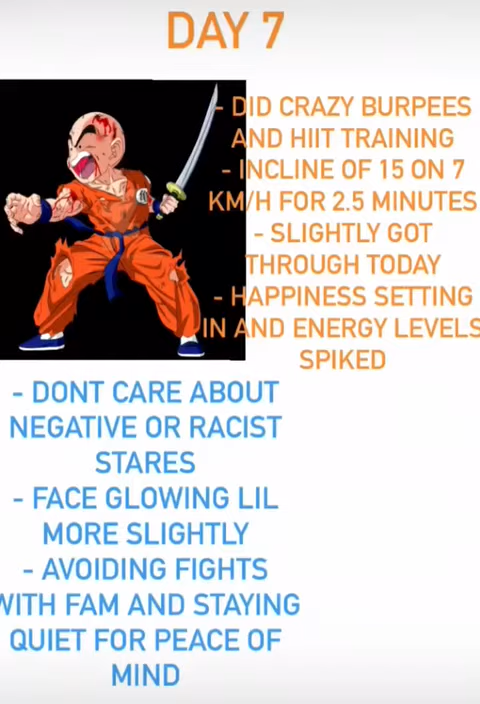 DAY 7
- DID CRAZY BURPEES
AND HIIT TRAINING
- INCLINE OF 15 ON 7
KM/H FOR 2.5 MINUTES
- SLIGHTLY GOT
THROUGH TODAY
- HAPPINESS SETTING
IN AND ENERGY LEVELS
SPIKED
- DONT CARE ABOUT
NEGATIVE OR RACIST
STARES
- FACE GLOWING LIL
MORE SLIGHTLY
- AVOIDING FIGHTS
WITH FAM AND STAYING
QUIET FOR PEACE OF
MIND